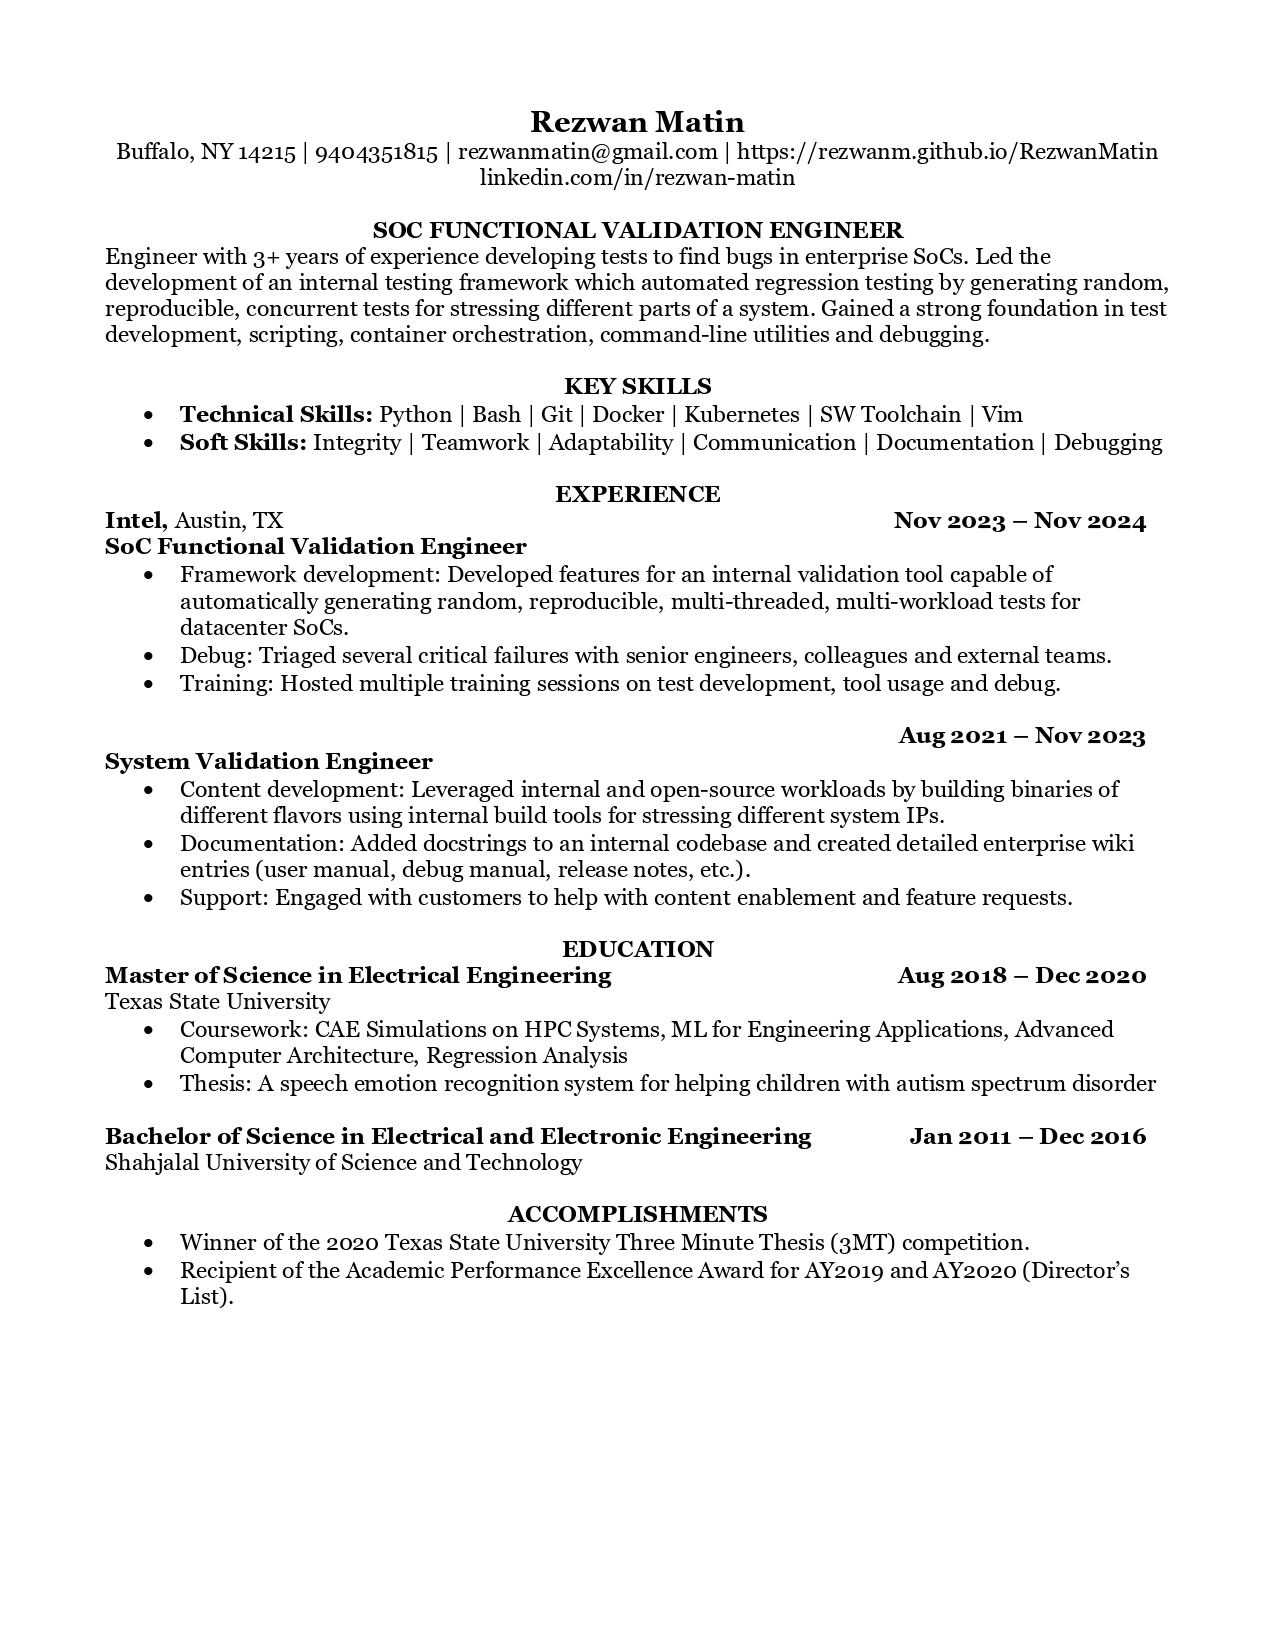 Rezwan Matin
Buffalo, NY 14215 | 9404351815 | rezwanmatin@gmail.com | https://rezwanm.github.io/RezwanMatin
linkedin.com/in/rezwan-matin
SOC FUNCTIONAL VALIDATION ENGINEER
Engineer with 3+ years of experience developing tests to find bugs in enterprise SoCs. Led the
development of an internal testing framework which automated regression testing by generating random,
reproducible, concurrent tests for stressing different parts of a system. Gained a strong foundation in test
development, scripting, container orchestration, command-line utilities and debugging.
KEY SKILLS
• Technical Skills: Python | Bash | Git | Docker | Kubernetes | SW Toolchain | Vim
• Soft Skills: Integrity | Teamwork | Adaptability | Communication | Documentation | Debugging
EXPERIENCE
Intel, Austin, TX Nov 2023 – Nov 2024
SoC Functional Validation Engineer
• Framework development: Developed features for an internal validation tool capable of
automatically generating random, reproducible, multi-threaded, multi-workload tests for
datacenter SoCs.
• Debug: Triaged several critical failures with senior engineers, colleagues and external teams.
• Training: Hosted multiple training sessions on test development, tool usage and debug.
Aug 2021 – Nov 2023
System Validation Engineer
• Content development: Leveraged internal and open-source workloads by building binaries of
different flavors using internal build tools for stressing different system IPs.
• Documentation: Added docstrings to an internal codebase and created detailed enterprise wiki
entries (user manual, debug manual, release notes, etc.).
• Support: Engaged with customers to help with content enablement and feature requests.
EDUCATION
Master of Science in Electrical Engineering Aug 2018 – Dec 2020
Texas State University
• Coursework: CAE Simulations on HPC Systems, ML for Engineering Applications, Advanced
Computer Architecture, Regression Analysis
• Thesis: A speech emotion recognition system for helping children with autism spectrum disorder
Bachelor of Science in Electrical and Electronic Engineering Jan 2011 – Dec 2016
Shahjalal University of Science and Technology
ACCOMPLISHMENTS
• Winner of the 2020 Texas State University Three Minute Thesis (3MT) competition.
• Recipient of the Academic Performance Excellence Award for AY2019 and AY2020 (Director’s
List).